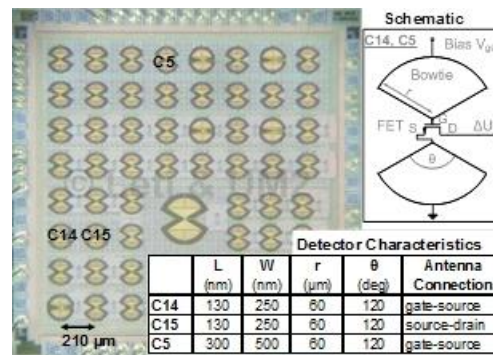 Schematic
C14, C5
Bias V
Bowtie
r
G
FET
S
D
ΔU
θ
C5
C14 C15
210 µm
Detector Characteristics
L (nm) W (nm) r (µm) θ (deg) Antenna Connection
C14 130 250 60 120 gate-source
C15 130 250 60 120 source-drain
C5 300 500 60 120 gate-source